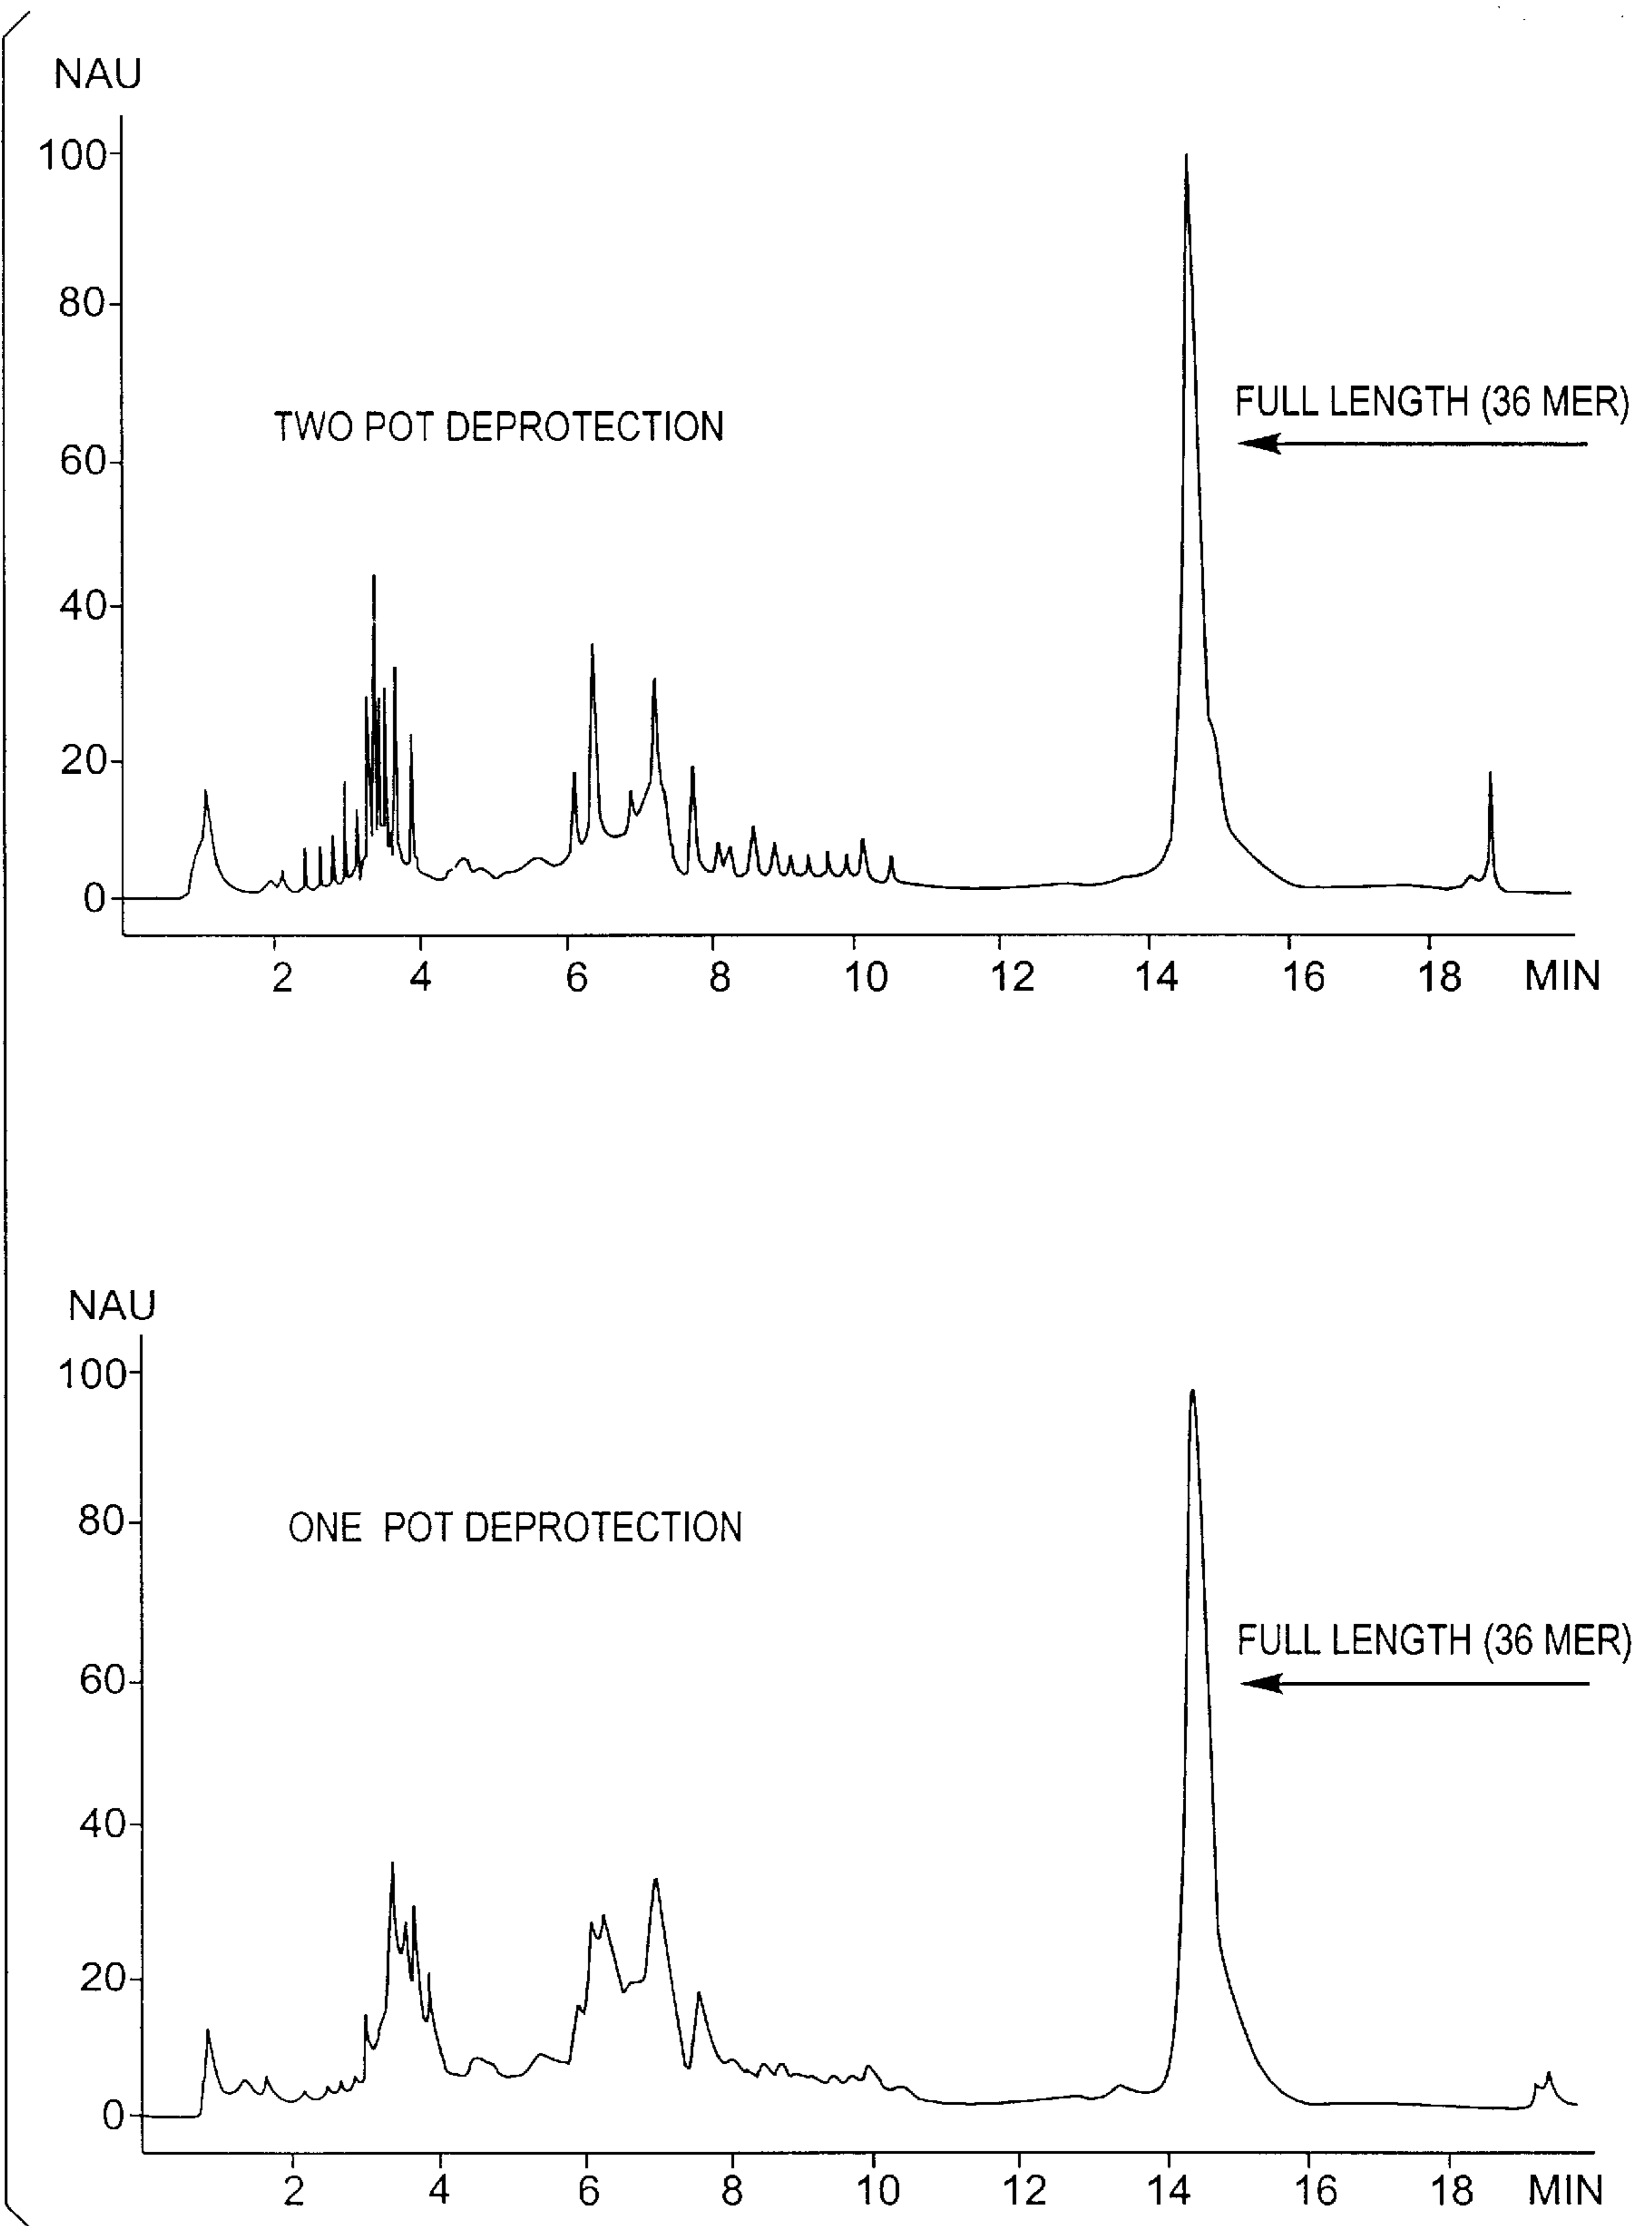 NAU
100
80
60
40
20
0
TWO POT DEPROTECTION
FULL LENGTH (36 MER)
2 4 6 8 10 12 14 16 18 MIN
NAU
100
80
60
40
20
0
ONE POT DEPROTECTION
FULL LENGTH (36 MER)
2 4 6 8 10 12 14 16 18 MIN